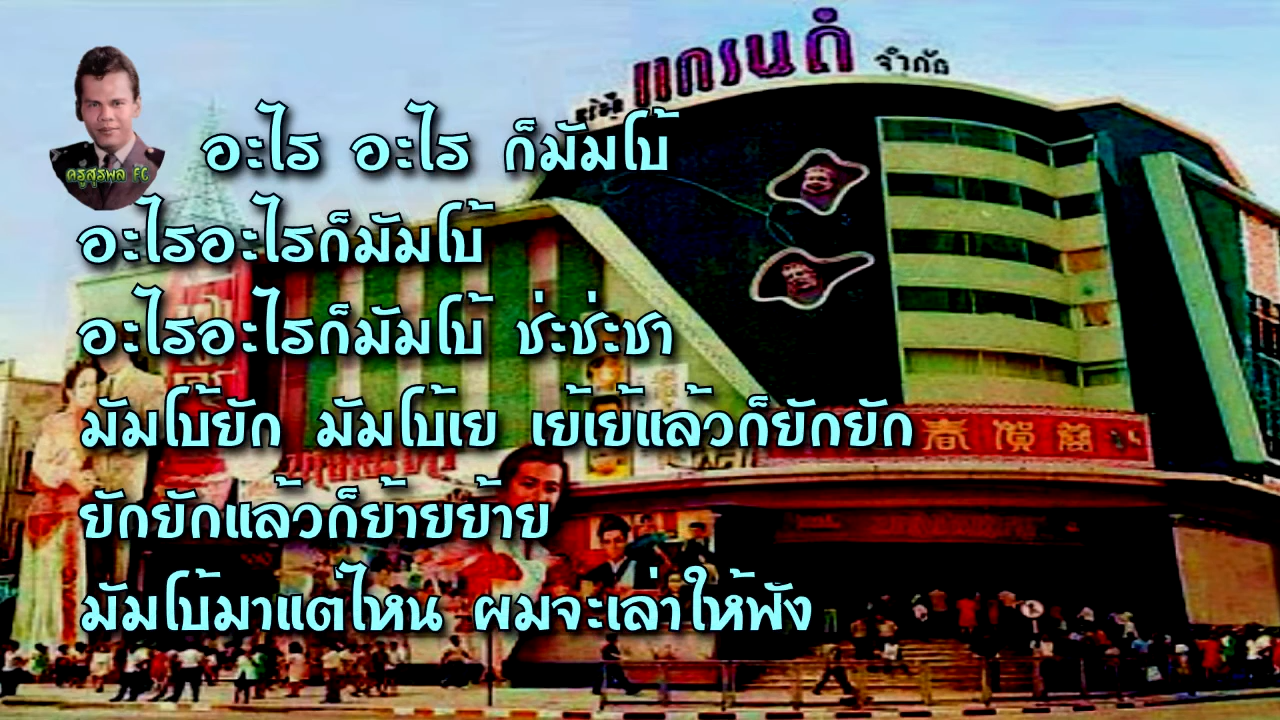 แกรนด์ จำกัด
ครูสุรพล FC
อะไร อะไร ก็มัมโบ้
อะไรอะไรก็มัมโบ้
อะไรอะไรก็มัมโบ้ ช่ะช่ะชา
มัมโบ้ยัก มัมโบ้เย เย้เย้แล้วก็ยักยัก
ยักยักแล้วก็ย้ายย้าย
มัมโบ้มาแต่ไหน ผมจะเล่าให้ฟัง